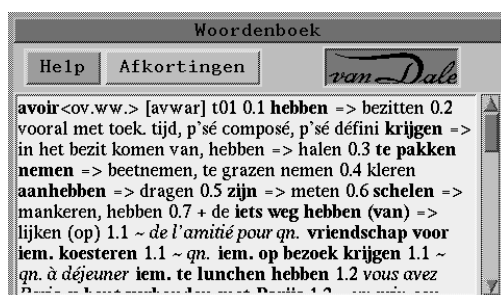 Woordenboek
Help Afkortingen van Dale
avoir<ov.ww.> [avwar] t01 0.1 hebben => bezitten 0.2
vooral met toek. tijd, p'sé composé, p'sé défini krijgen =>
in het bezit komen van, hebben => halen 0.3 te pakken
nemen => beetnemen, te grazen nemen 0.4 kleren
aanhebben => dragen 0.5 zijn => meten 0.6 schelen =>
mankeren, hebben 0.7 + de iets weg hebben (van) =>
lijken (op) 1.1 ~ de l'amitié pour qn. vriendschap voor
iem. koesteren 1.1 ~ qn. iem. op bezoek krijgen 1.1 ~
qn. à déjeuner iem. te lunchen hebben 1.2 vous avez